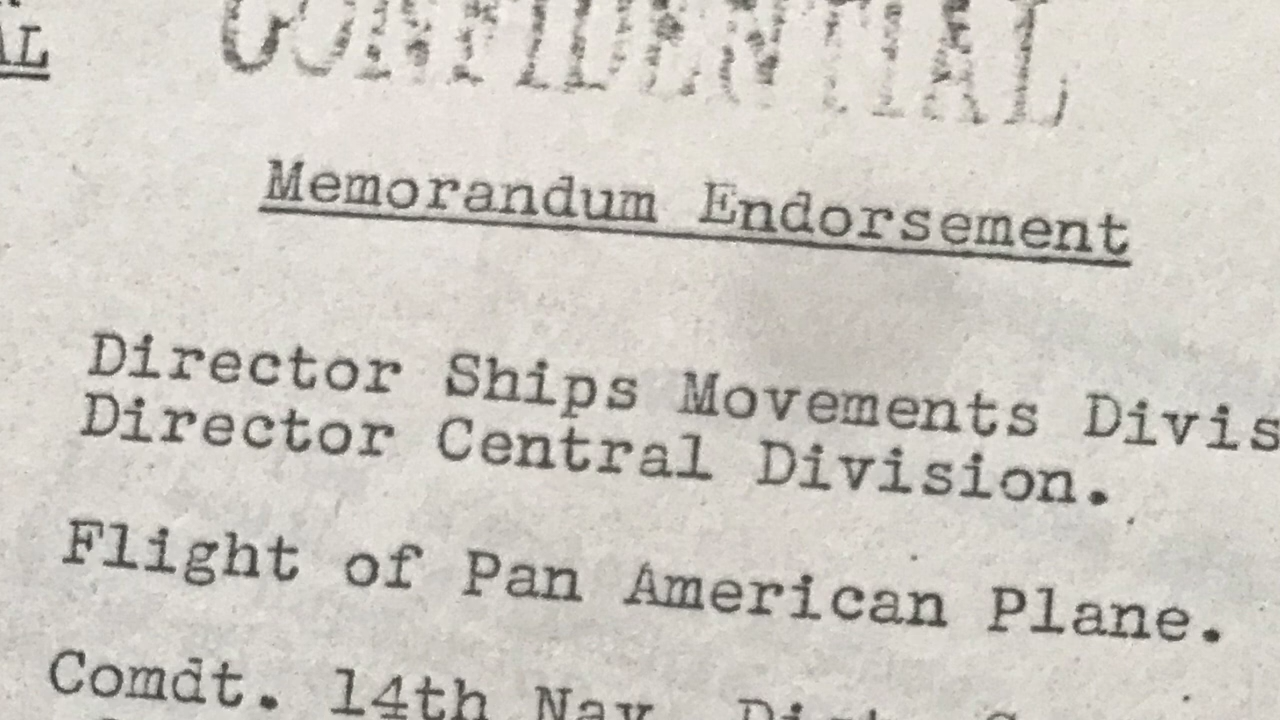 AL CONFIDENTIAL
Memorandum Endorsement
Director Ships Movements Divis
Director Central Division.
Flight of Pan American Plane.
Comdt. 14th Nav. Dist.